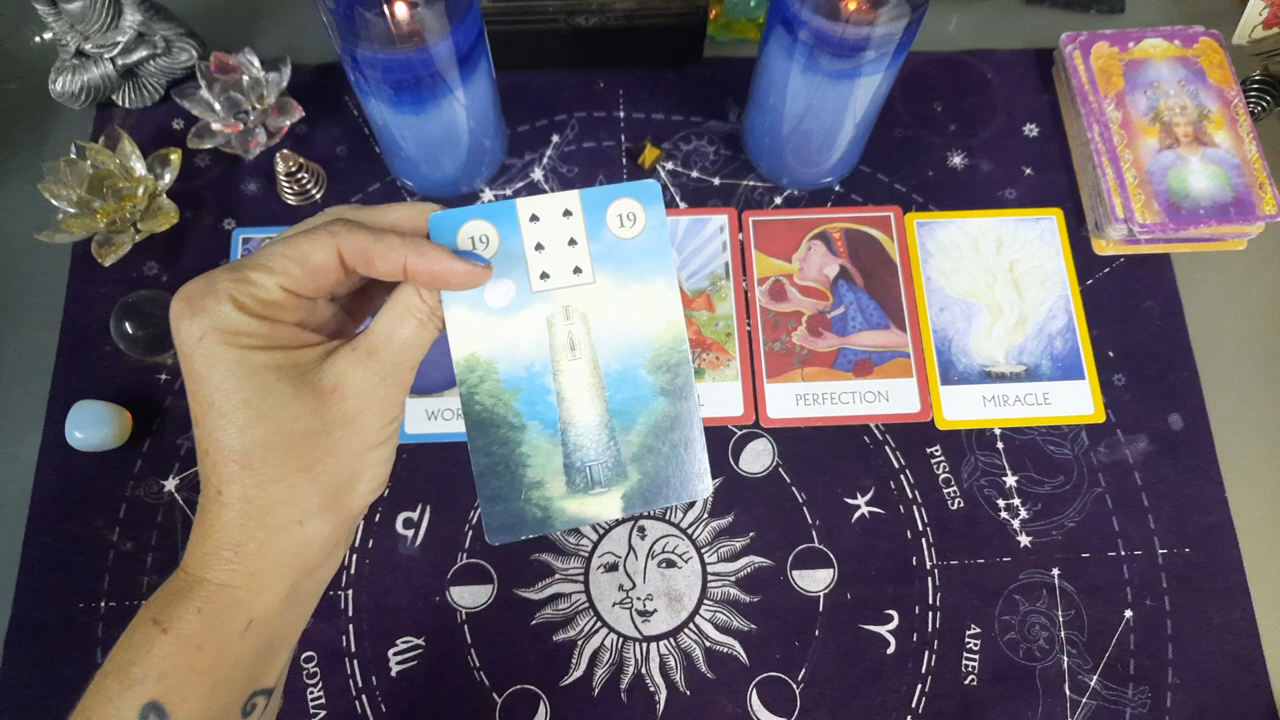 19
19
PERFECTION
MIRACLE
PISCES
VIRGO
ARIES